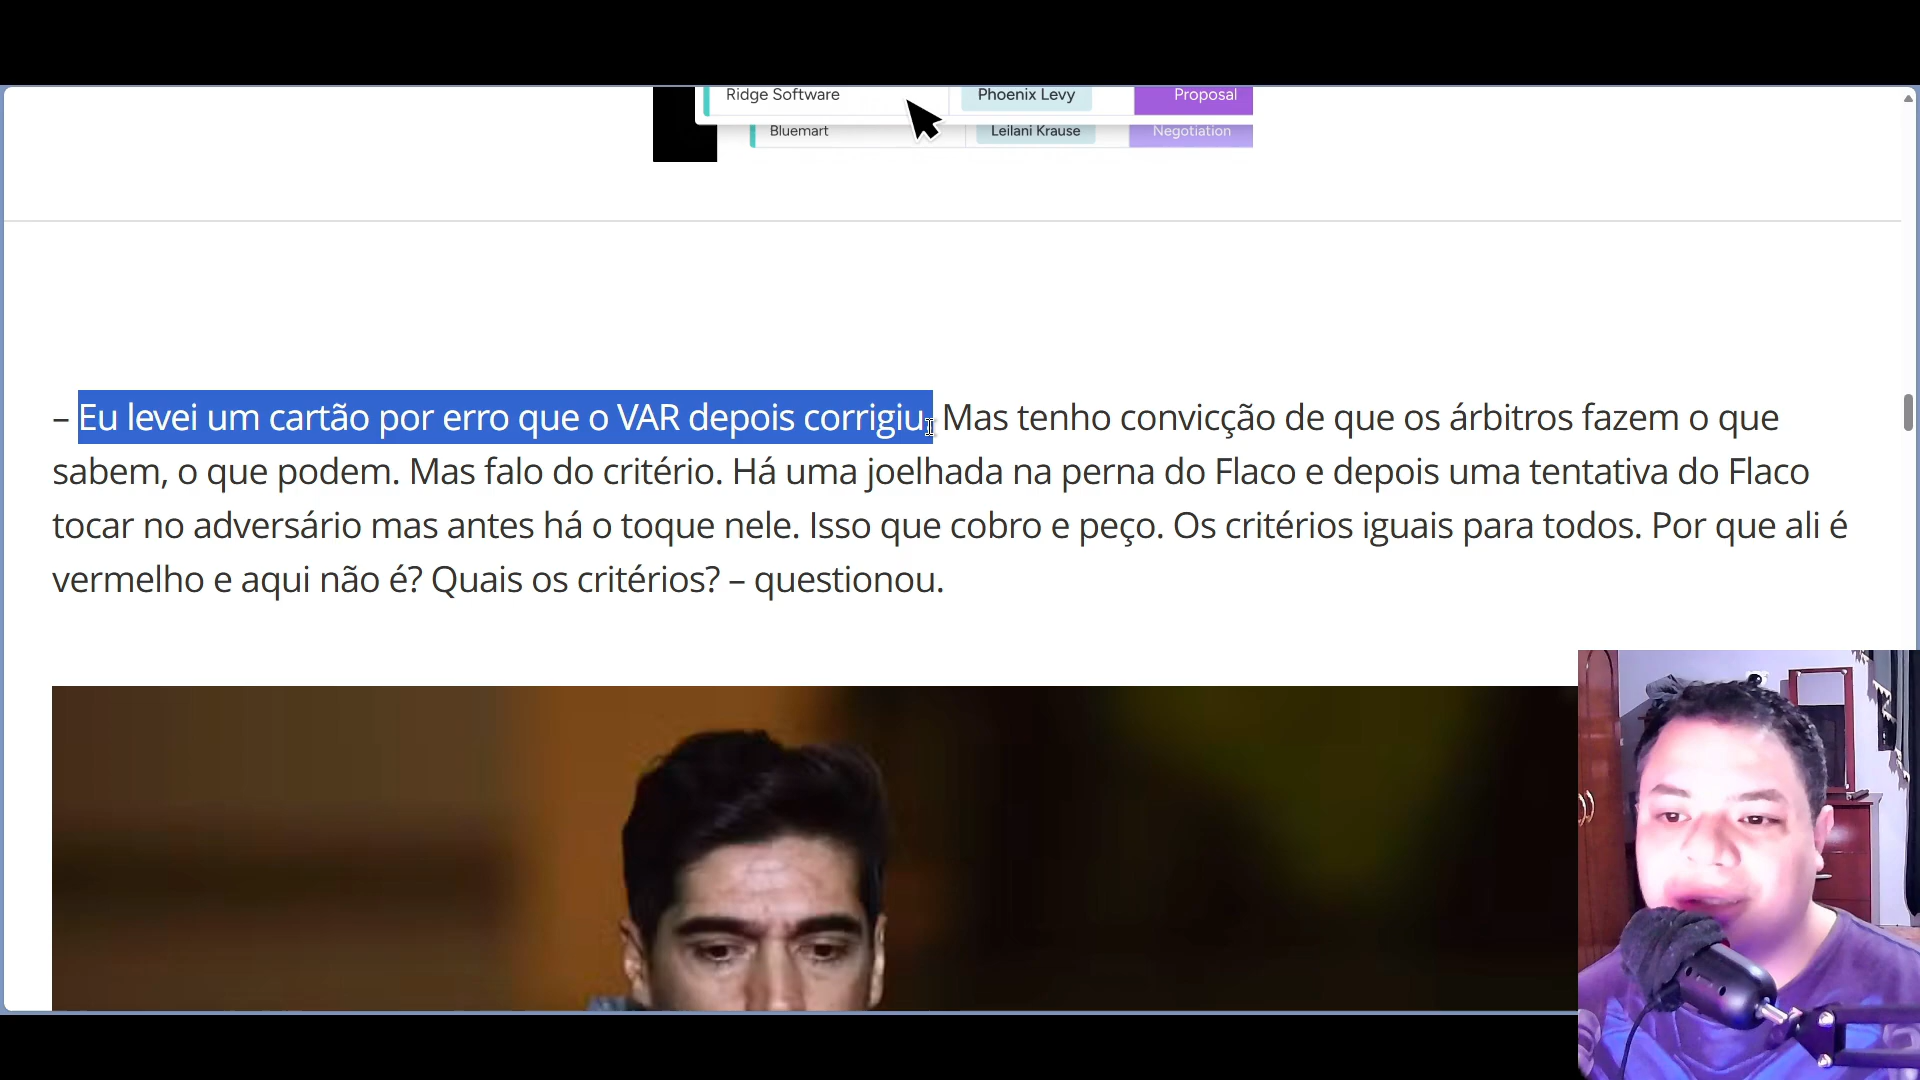 Ridge Software Phoenix Levy Proposal
Bluemart Leilani Krause Negotiation
– Eu levei um cartão por erro que o VAR depois corrigiu. Mas tenho convicção de que os árbitros fazem o que
sabem, o que podem. Mas falo do critério. Há uma joelhada na perna do Flaco e depois uma tentativa do Flaco
tocar no adversário mas antes há o toque nele. Isso que cobro e peço. Os critérios iguais para todos. Por que ali é
vermelho e aqui não é? Quais os critérios? – questionou.